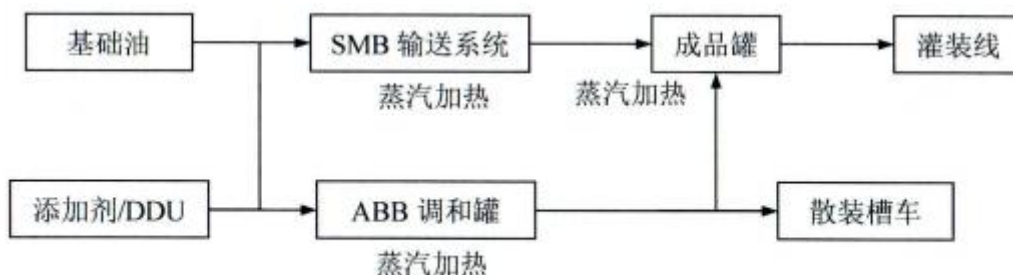 基础油
SMB 输送系统
成品罐
灌装线
蒸汽加热
蒸汽加热
添加剂/DDU
ABB 调和罐
散装槽车
蒸汽加热